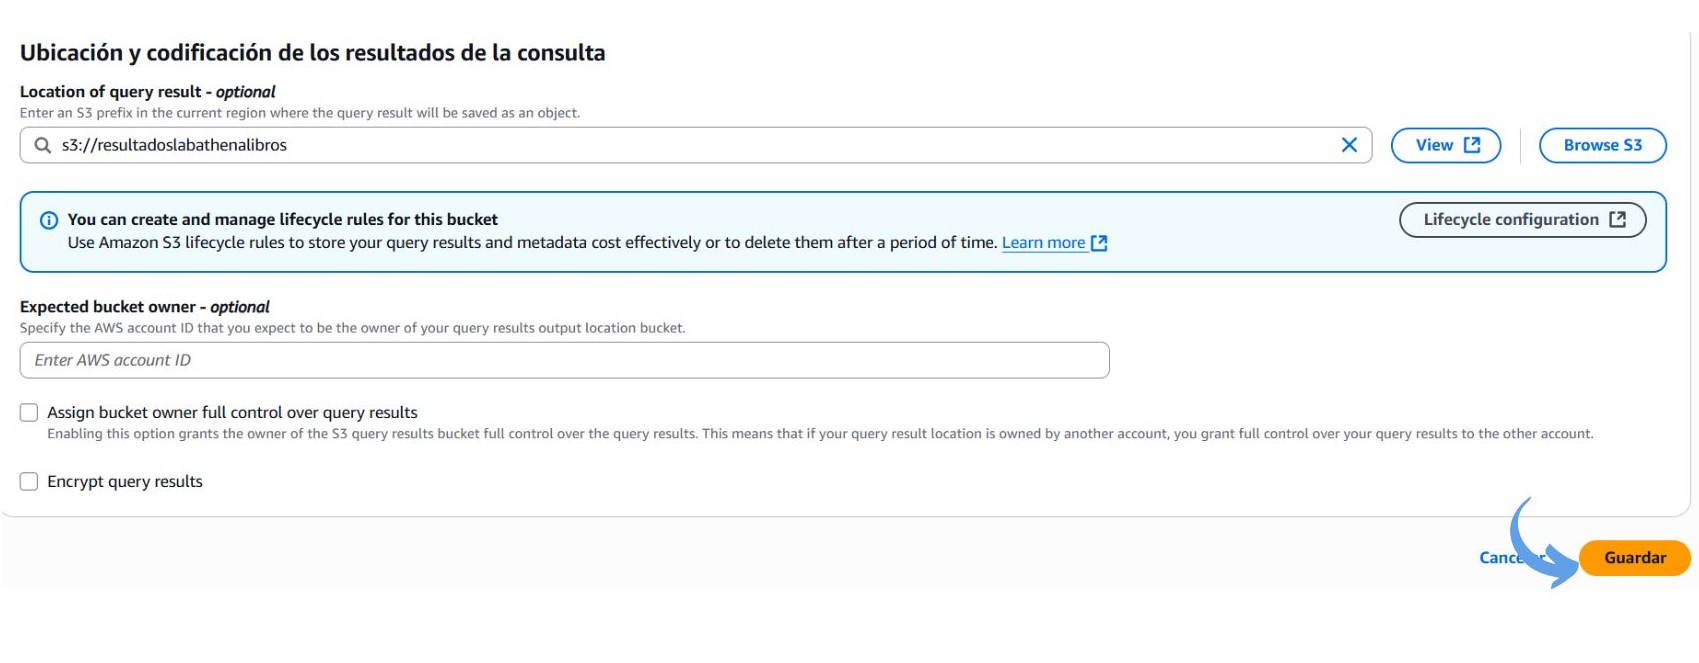 Ubicación y codificación de los resultados de la consulta
Location of query result - optional
Enter an S3 prefix in the current region where the query result will be saved as an object.
s3://resultadoslabathenalibros
View
Browse S3
You can create and manage lifecycle rules for this bucket
Lifecycle configuration
Use Amazon S3 lifecycle rules to store your query results and metadata cost effectively or to delete them after a period of time. Learn more
Expected bucket owner - optional
Specify the AWS account ID that you expect to be the owner of your query results output location bucket.
Enter AWS account ID
Assign bucket owner full control over query results
Enabling this option grants the owner of the S3 query results bucket full control over the query results. This means that if your query result location is owned by another account, you grant full control over your query results to the other account.
Encrypt query results
Guardar